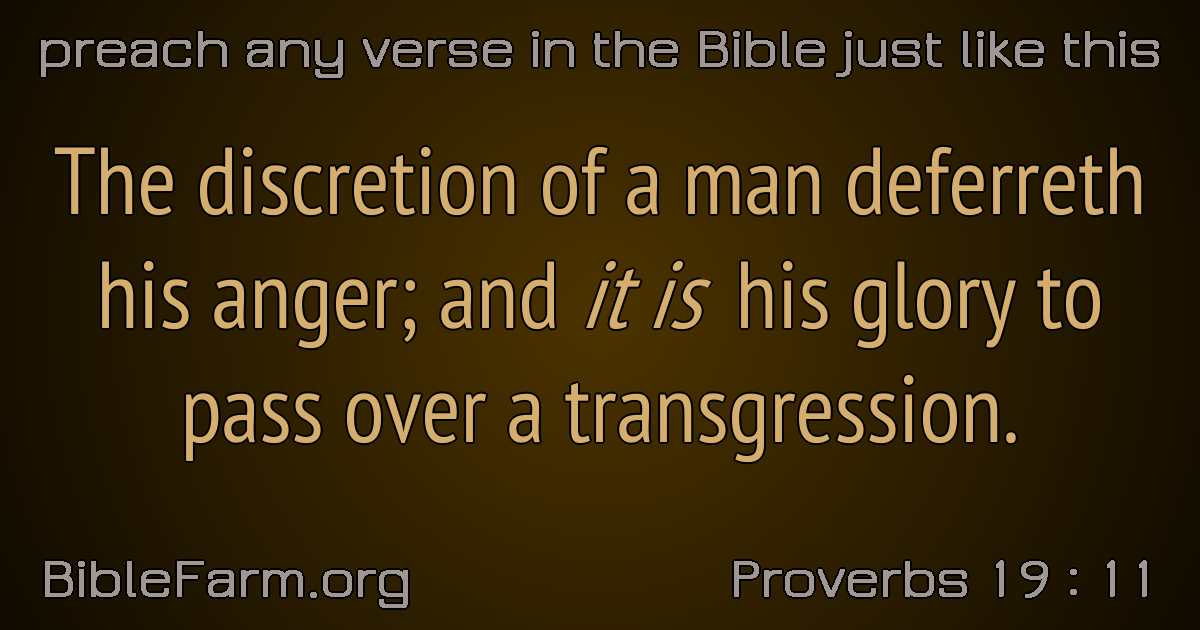 preach any verse in the Bible just like this
The discretion of a man deferreth
his anger; and it is his glory to
pass over a transgression.
BibleFarm.org
Proverbs 19 : 11